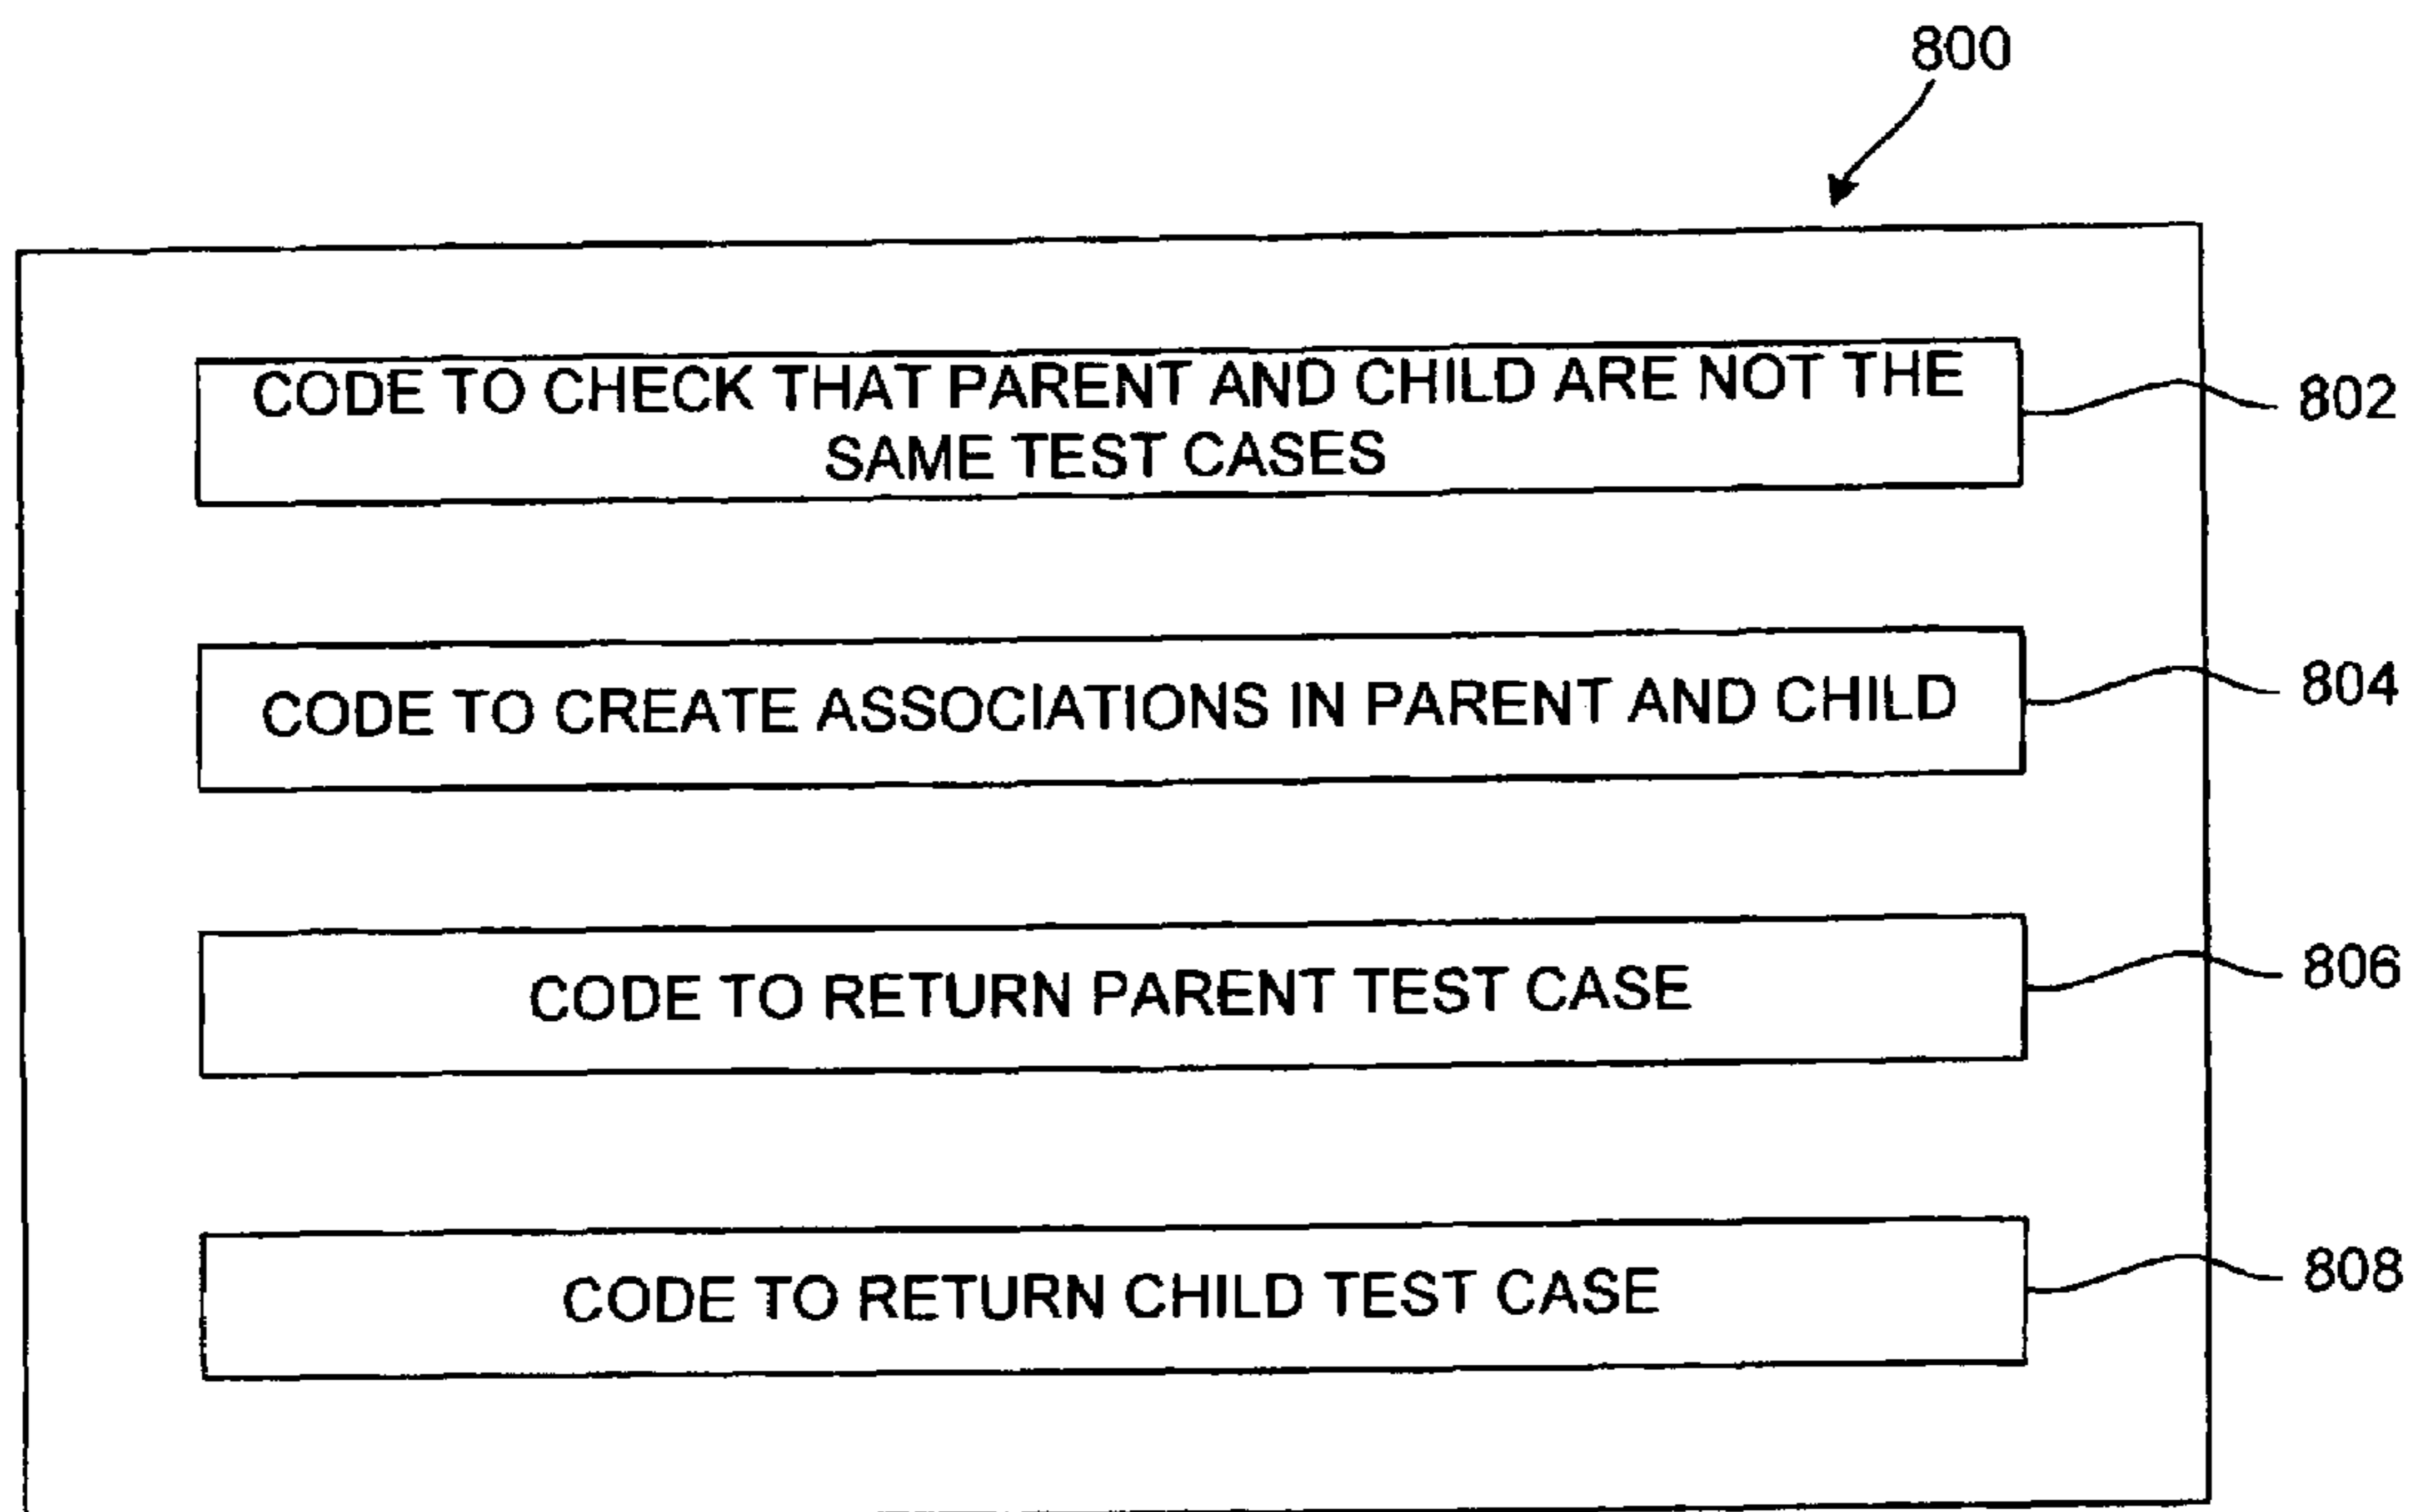 800
CODE TO CHECK THAT PARENT AND CHILD ARE NOT THE
SAME TEST CASES
802
CODE TO CREATE ASSOCIATIONS IN PARENT AND CHILD
804
CODE TO RETURN PARENT TEST CASE
806
CODE TO RETURN CHILD TEST CASE
808